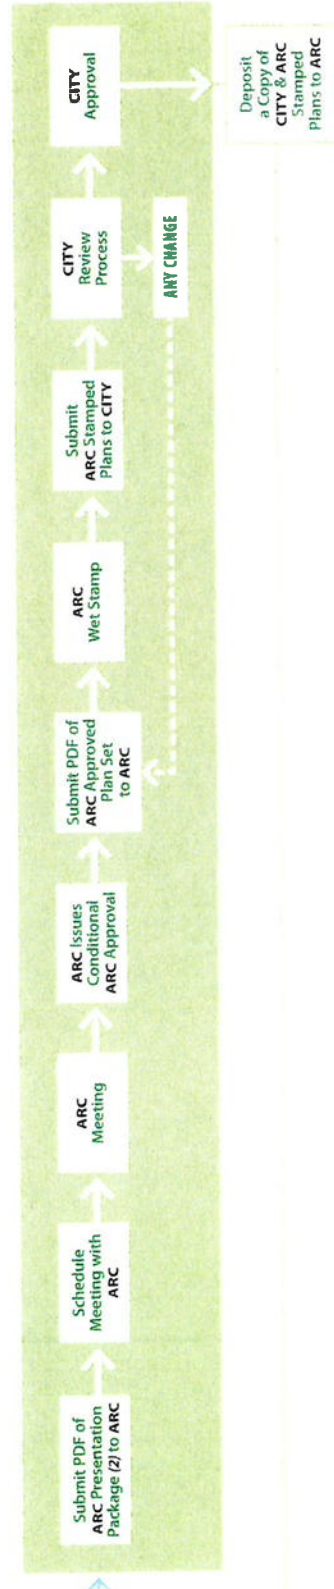 Submit PDF of
ARC Presentation
Package (2) to ARC
Schedule
Meeting with
ARC
ARC
Meeting
ARC Issues
Conditional
ARC Approval
Submit PDF of
ARC Approved
Plan Set
to ARC
ARC
Wet Stamp
Submit
ARC Stamped
Plans to CITY
CITY
Review
Process
ANY CHANGE
CITY
Approval
Deposit
a Copy of
CITY & ARC
Stamped
Plans to ARC